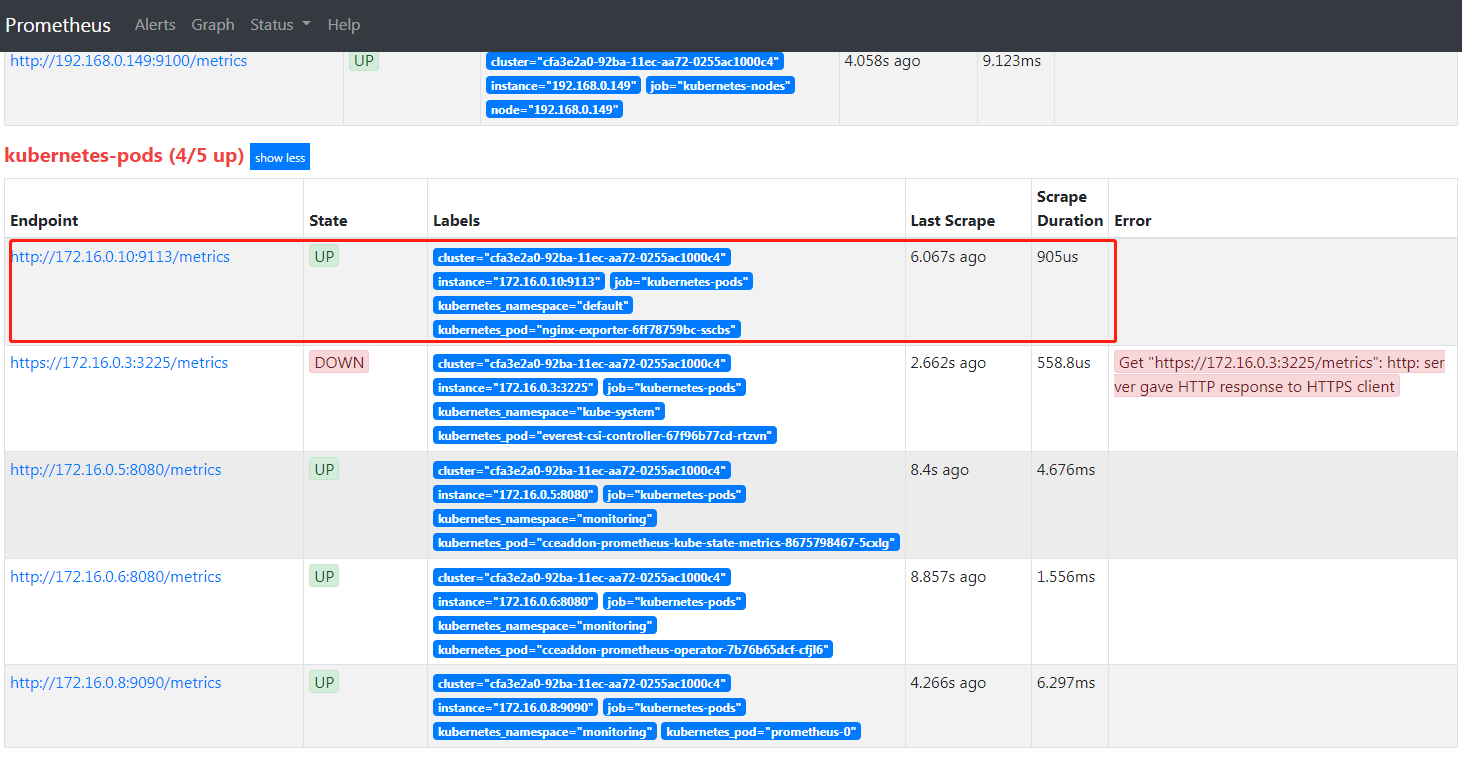 Prometheus Alerts Graph Status Help
http://192.168.0.149:9100/metrics UP cluster="cfa3e2a0-92ba-11ec-aa72-0255ac1000c4" 4.058s ago 9.123ms
instance="192.168.0.149" job="kubernetes-nodes"
node="192.168.0.149"
kubernetes-pods (4/5 up) show less
Scrape
Endpoint State Labels Last Scrape Duration Error
http://172.16.0.10:9113/metrics UP cluster="cfa3e2a0-92ba-11ec-aa72-0255ac1000c4" 6.067s ago 905us
instance="172.16.0.10:9113" job="kubernetes-pods"
kubernetes_namespace="default"
kubernetes_pod="nginx-exporter-6ff78759bc-sscbs"
https://172.16.0.3:3225/metrics DOWN cluster="cfa3e2a0-92ba-11ec-aa72-0255ac1000c4" 2.662s ago 558.8us Get "https://172.16.0.3:3225/metrics": http: ser
instance="172.16.0.3:3225" job="kubernetes-pods" ver gave HTTP response to HTTPS client
kubernetes_namespace="kube-system"
kubernetes_pod="everest-csi-controller-67f96b77cd-rtzvn"
http://172.16.0.5:8080/metrics UP cluster="cfa3e2a0-92ba-11ec-aa72-0255ac1000c4" 8.4s ago 4.676ms
instance="172.16.0.5:8080" job="kubernetes-pods"
kubernetes_namespace="monitoring"
kubernetes_pod="cceaddon-prometheus-kube-state-metrics-8675798467-5cxlg"
http://172.16.0.6:8080/metrics UP cluster="cfa3e2a0-92ba-11ec-aa72-0255ac1000c4" 8.857s ago 1.556ms
instance="172.16.0.6:8080" job="kubernetes-pods"
kubernetes_namespace="monitoring"
kubernetes_pod="cceaddon-prometheus-operator-7b76b65dcf-cfjl6"
http://172.16.0.8:9090/metrics UP cluster="cfa3e2a0-92ba-11ec-aa72-0255ac1000c4" 4.266s ago 6.297ms
instance="172.16.0.8:9090" job="kubernetes-pods"
kubernetes_namespace="monitoring" kubernetes_pod="prometheus-0"